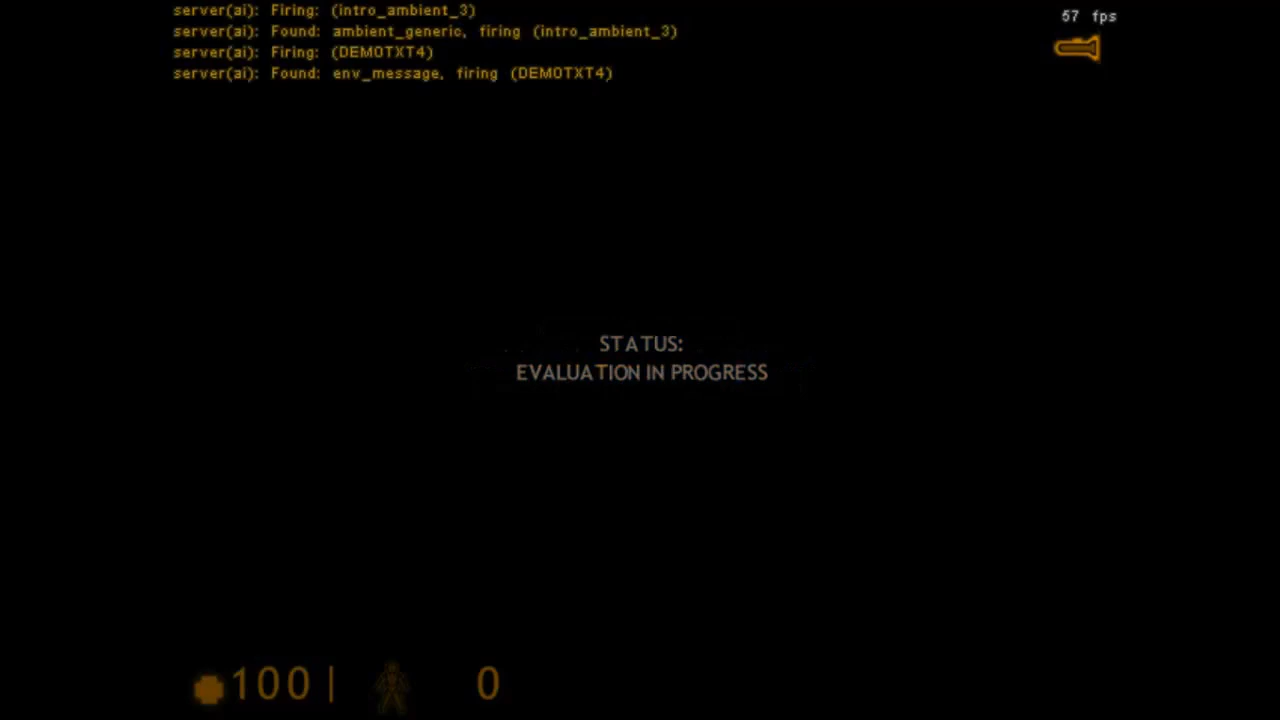 server(ai): Firing: (intro_ambient_3)
server(ai): Found: ambient_generic, firing (intro_ambient_3)
server(ai): Firing: (DEMOTXT4)
server(ai): Found: env_message, firing (DEMOTXT4)
57 fps
STATUS:
EVALUATION IN PROGRESS
100| 0